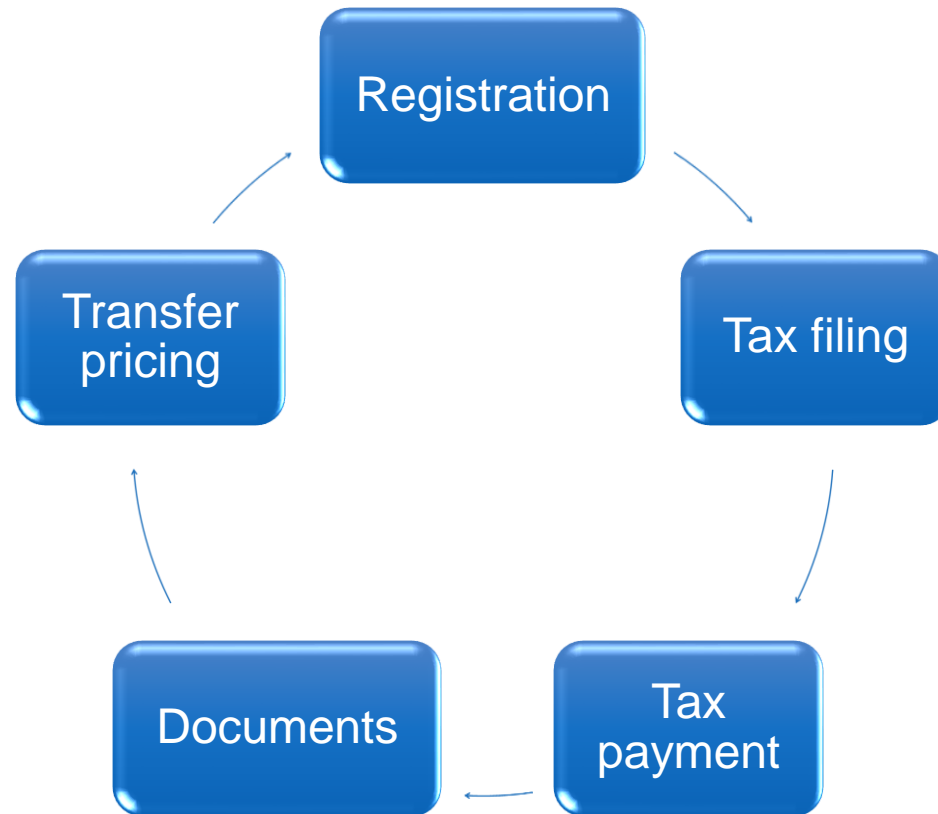 Registration
Tax filing
Tax
payment
Documents
Transfer
pricing